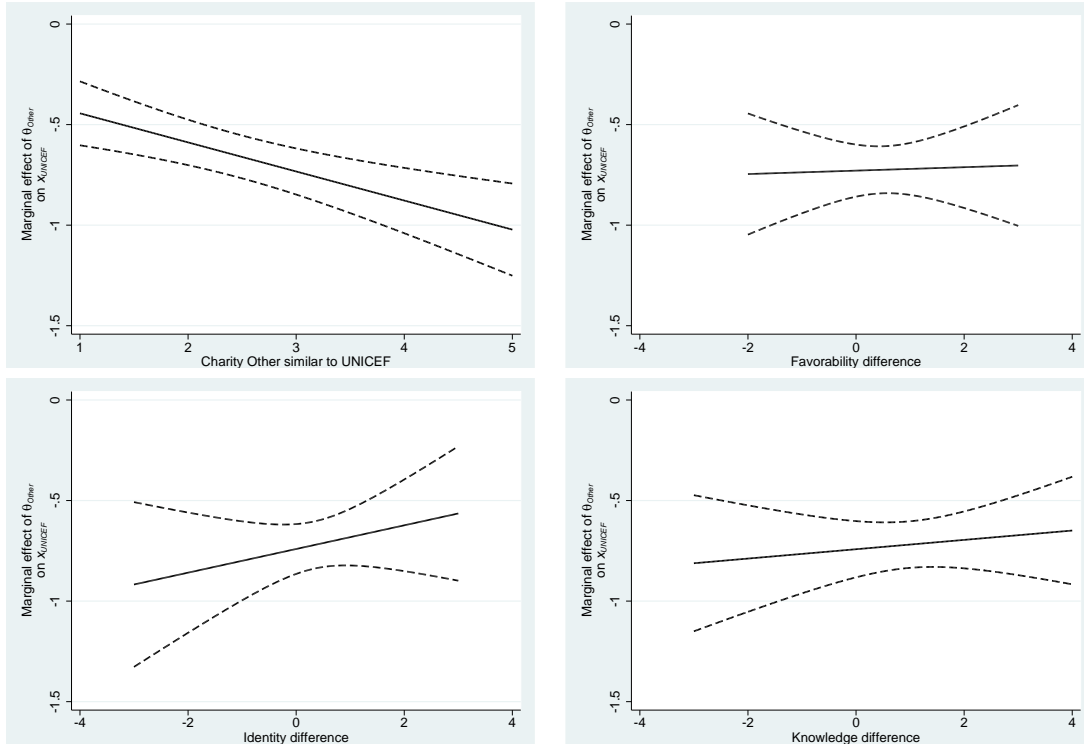 Marginal effect of θOther
on xUNICEF
0
-.5
-1
-1.5
1 2 3 4 5
Charity Other similar to UNICEF
Marginal effect of θOther
on xUNICEF
0
-.5
-1
-1.5
-4 -2 0 2 4
Favorability difference
Marginal effect of θOther
on xUNICEF
0
-.5
-1
-1.5
-4 -2 0 2 4
Identity difference
Marginal effect of θOther
on xUNICEF
0
-.5
-1
-1.5
-4 -2 0 2 4
Knowledge difference